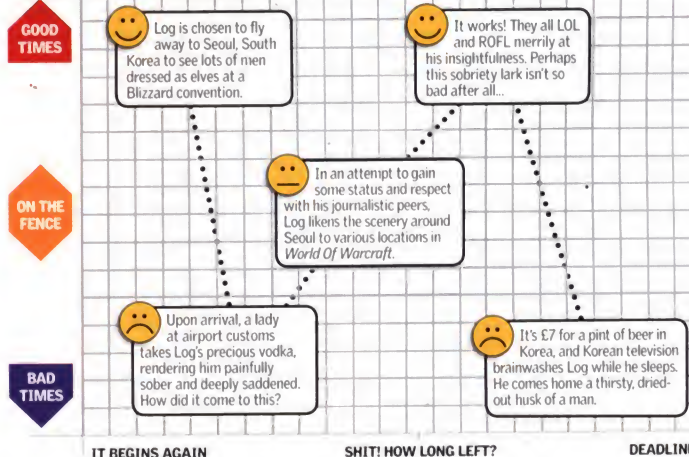 GOOD
TIMES
Log is chosen to fly
away to Seoul, South
Korea to see lots of men
dressed as elves at a
Blizzard convention.
It works! They all LOL
and ROFL merrily at
his insightfulness. Perhaps
this sobriety lark isn't so
bad after all...
ON THE
FENCE
In an attempt to gain
some status and respect
with his journalistic peers,
Log likens the scenery around
Seoul to various locations in
World Of Warcraft.
BAD
TIMES
Upon arrival, a lady
at airport customs
takes Log's precious vodka,
rendering him painfully
sober and deeply saddened.
How did it come to this?
It's £7 for a pint of beer in
Korea, and Korean television
brainwashes Log while he sleeps.
He comes home a thirsty, dried-
out husk of a man.
IT BEGINS AGAIN
SHIT! HOW LONG LEFT?
DEADLINE